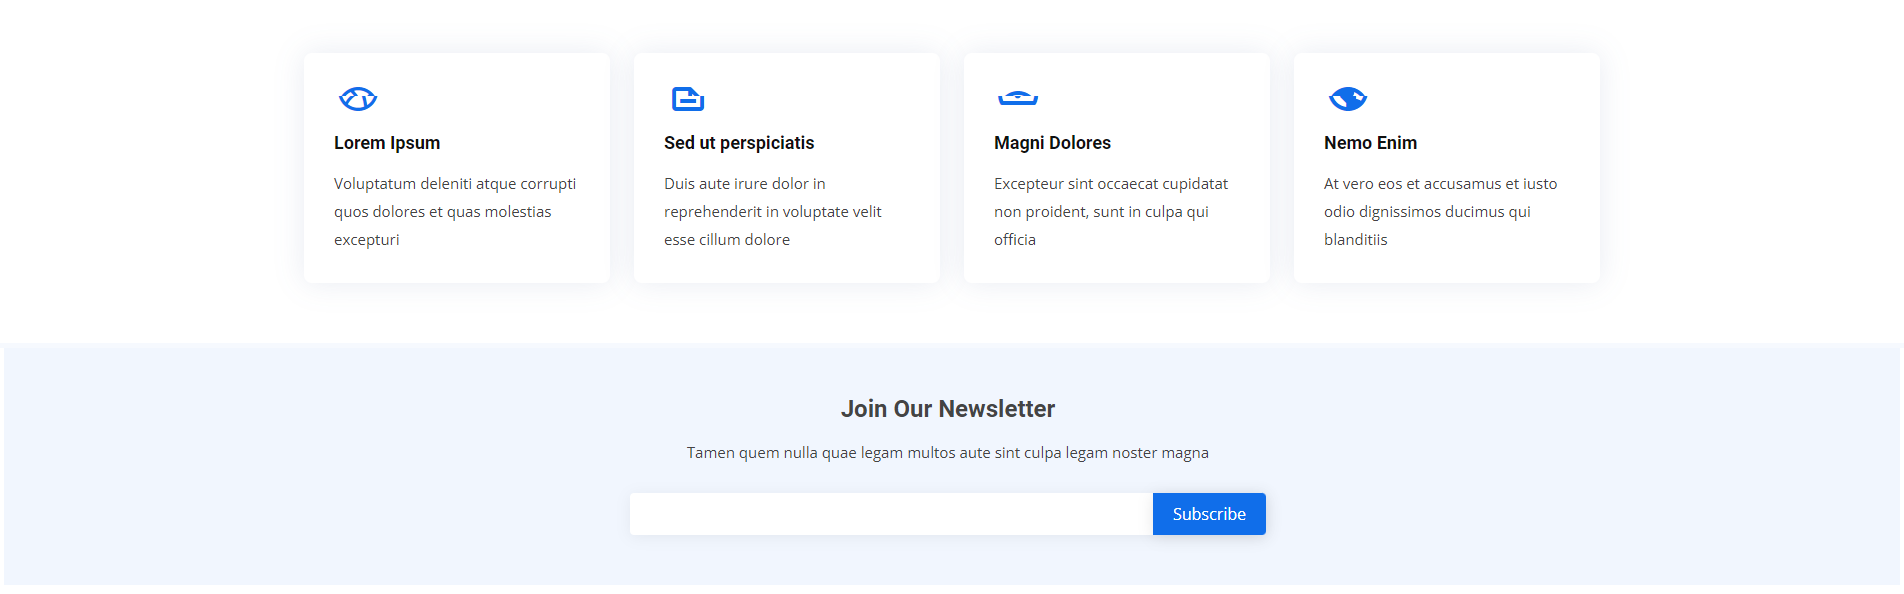 Lorem Ipsum
Voluptatum deleniti atque corrupti
quos dolores et quas molestias
excepturi
Sed ut perspiciatis
Duis aute irure dolor in
reprehenderit in voluptate velit
esse cillum dolore
Magni Dolores
Excepteur sint occaecat cupidatat
non proident, sunt in culpa qui
officia
Nemo Enim
At vero eos et accusamus et iusto
odio dignissimos ducimus qui
blanditiis
Join Our Newsletter
Tamen quem nulla quae legam multos aute sint culpa legam noster magna
Subscribe